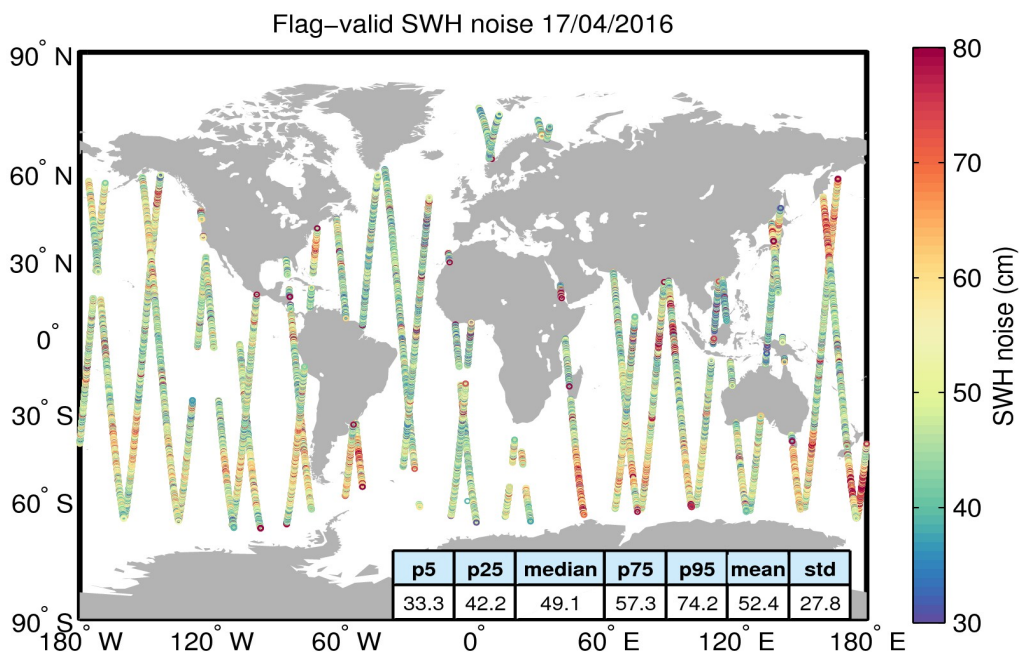 Flag−valid SWH noise 17/04/2016
90° N
60° N
30° N
0°
30° S
60° S
90° S
180° W 120° W 60° W 0° 60° E 120° E 180° E
p5 p25 median p75 p95 mean std
33.3 42.2 49.1 57.3 74.2 52.4 27.8
80
70
60
50
40
30
SWH noise (cm)